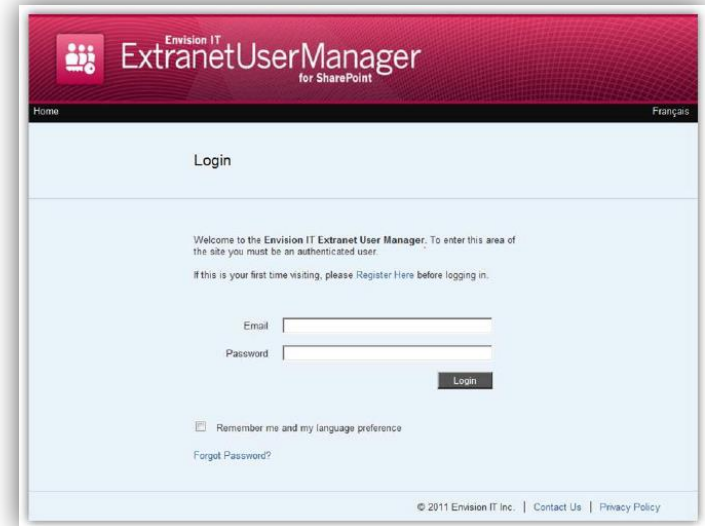 Envision IT
ExtranetUserManager
for SharePoint
Home
Français
Login
Welcome to the Envision IT Extranet User Manager. To enter this area of
the site you must be an authenticated user.
If this is your first time visiting, please Register Here before logging in.
Email
Password
Login
Remember me and my language preference
Forgot Password?
© 2011 Envision IT Inc. | Contact Us | Privacy Policy